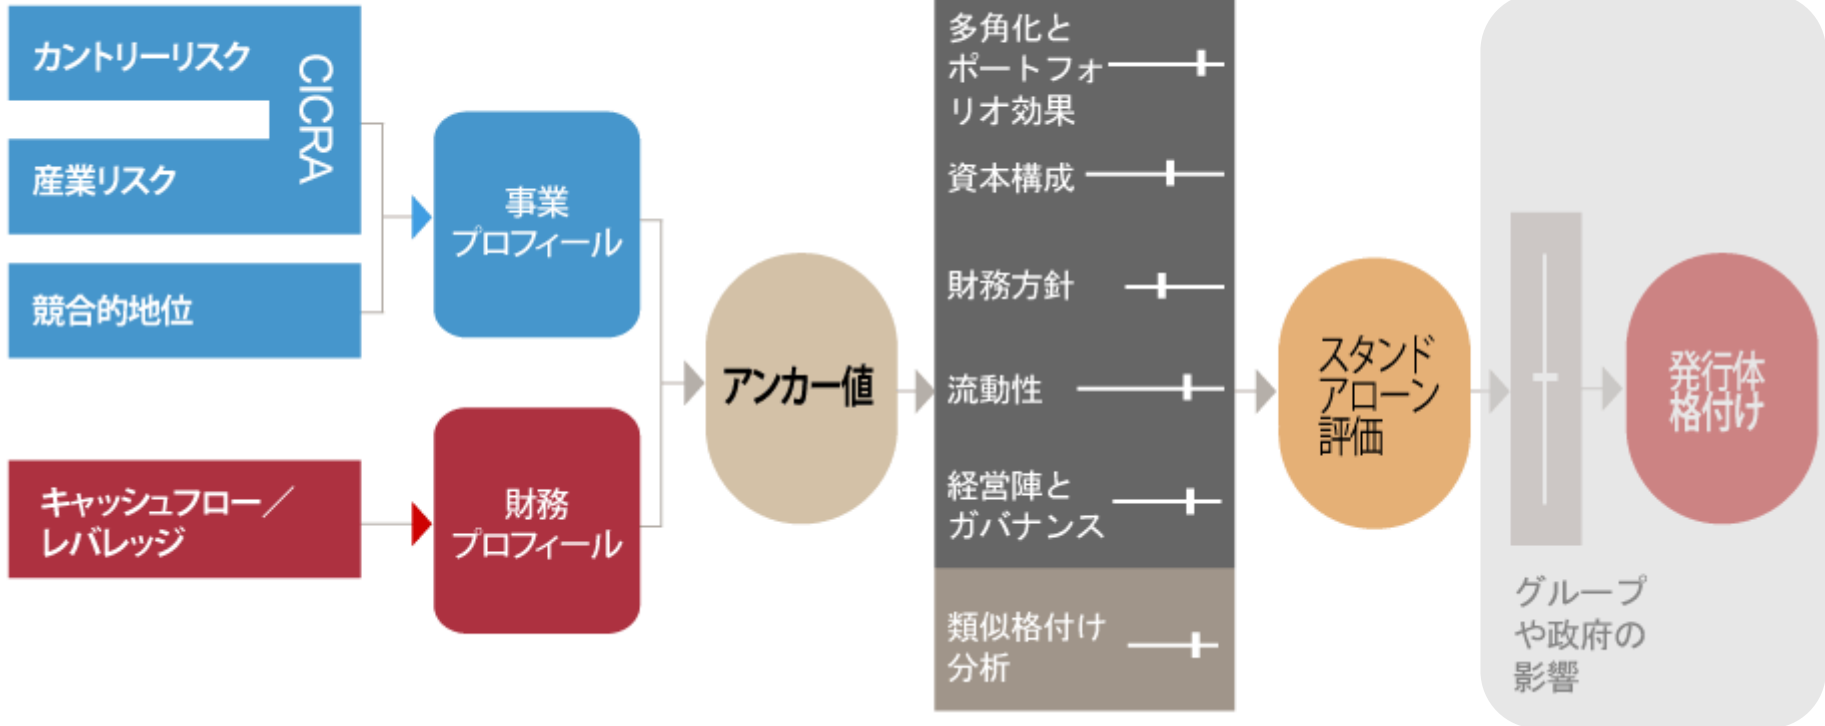 カントリーリスク
CICRA
産業リスク
競合的地位
キャッシュフロー／
レバレッジ
事業
プロフィール
財務
プロフィール
アンカー値
多角化と
ポートフォ
リオ効果
資本構成
財務方針
流動性
経営陣と
ガバナンス
類似格付け
分析
スタンド
アローン
評価
グループ
や政府の
影響
発行体
格付け